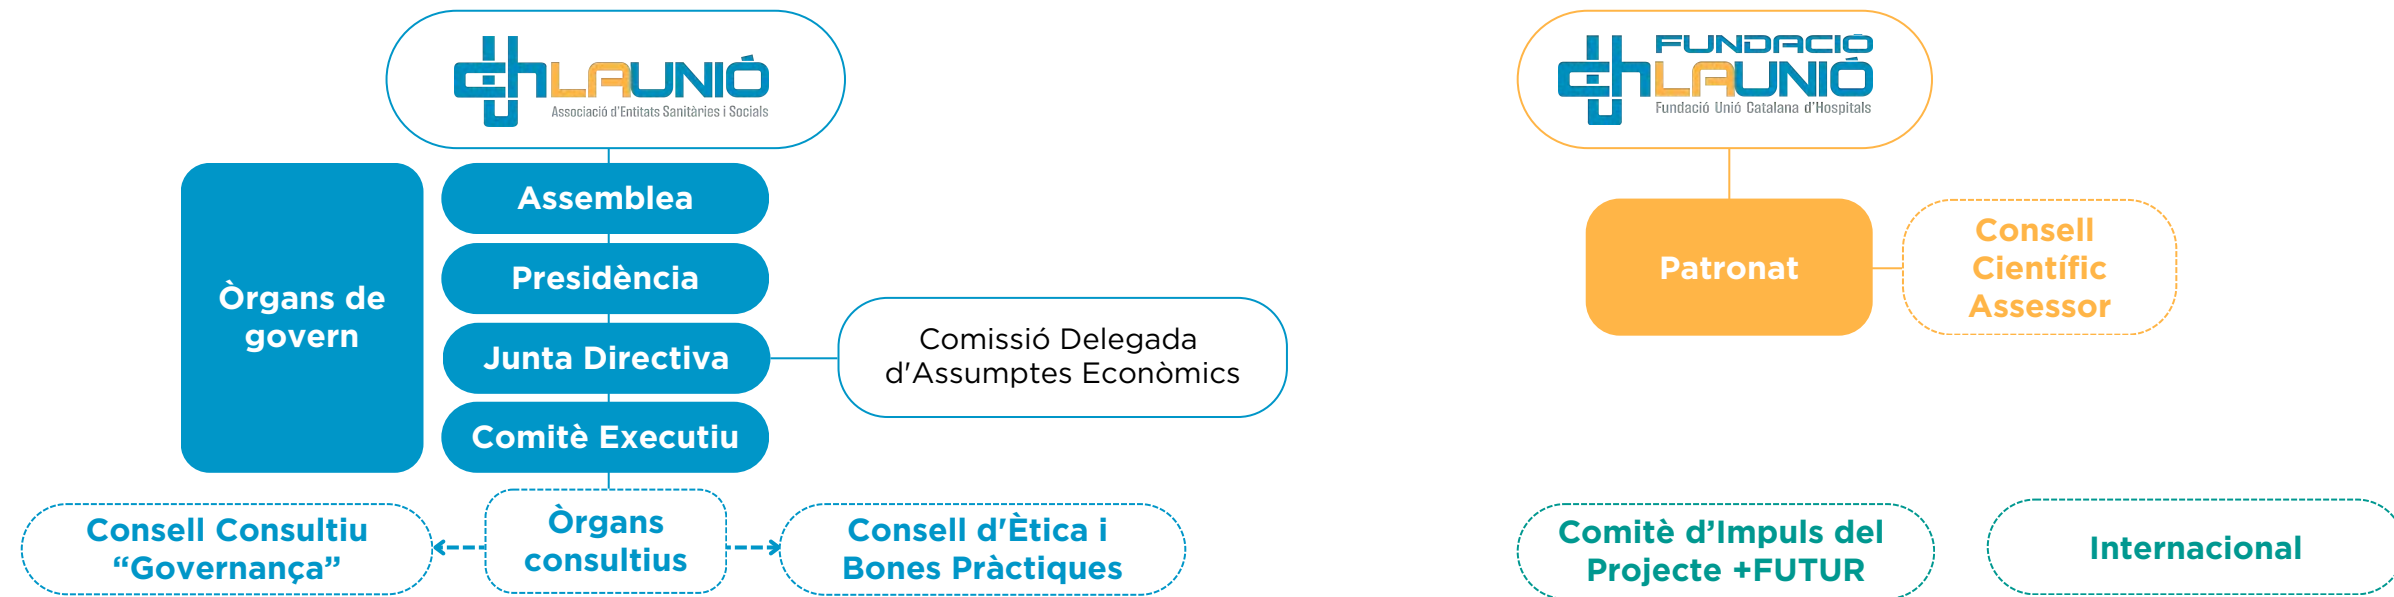 LAUNIÓ
Associació d'Entitats Sanitàries i Socials
Òrgans de
govern
Assemblea
Presidència
Junta Directiva
Comitè Executiu
Comissió Delegada
d'Assumptes Econòmics
Consell Consultiu
“Governança”
Òrgans
consultius
Consell d'Ètica i
Bones Pràctiques
FUNDACIÓ
LAUNIÓ
Fundació Unió Catalana d'Hospitals
Patronat
Consell
Científic
Assessor
Comitè d’Impuls del
Projecte +FUTUR
Internacional